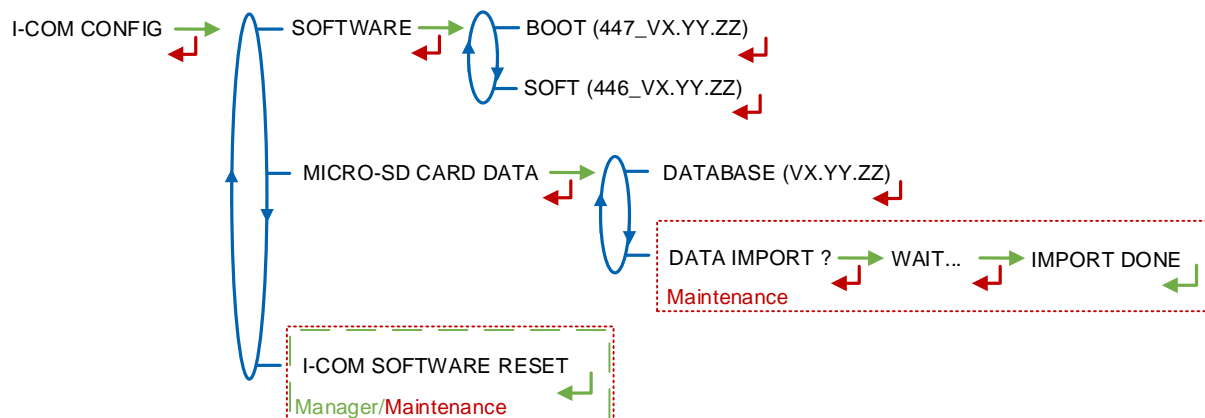 I-COM CONFIG
SOFTWARE
BOOT (447_VX.YY.ZZ)
SOFT (446_VX.YY.ZZ)
MICRO-SD CARD DATA
DATABASE (VX.YY.ZZ)
DATA IMPORT ? WAIT... IMPORT DONE
Maintenance
I-COM SOFTWARE RESET
Manager/Maintenance